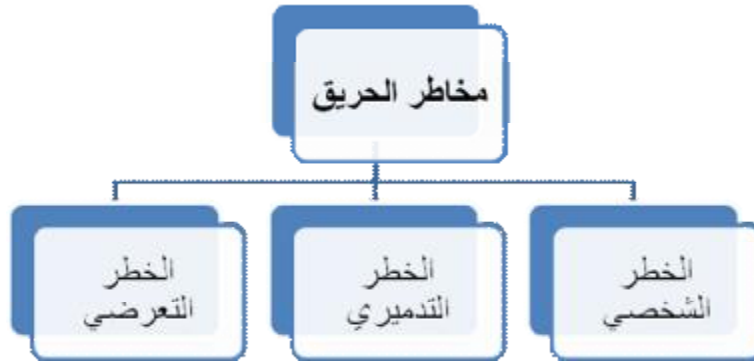 مخاطر الحريق
الخطر
الشخصي
الخطر
التدميري
الخطر
التعرضي